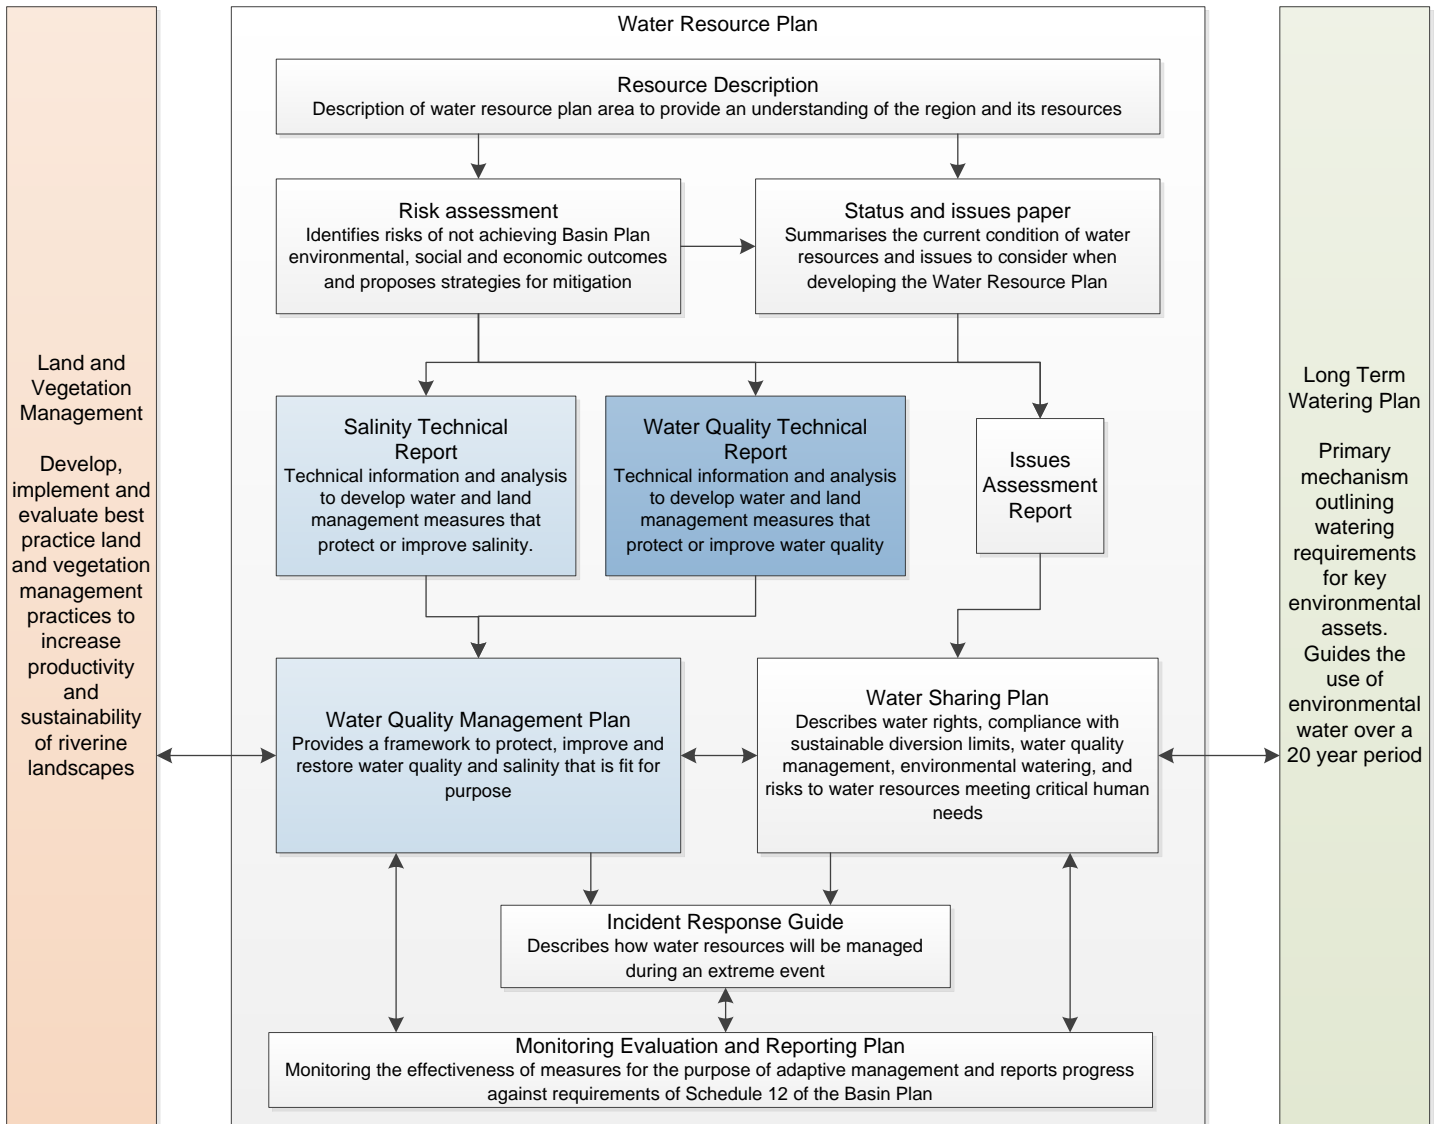 Water Resource Plan
Resource Description
Description of water resource plan area to provide an understanding of the region and its resources
Risk assessment
Identifies risks of not achieving Basin Plan
environmental, social and economic outcomes
and proposes strategies for mitigation
Status and issues paper
Summarises the current condition of water
resources and issues to consider when
developing the Water Resource Plan
Land and
Vegetation
Management
Develop,
implement and
evaluate best
practice land
and vegetation
management
practices to
increase
productivity
and
sustainability
of riverine
landscapes
Salinity Technical
Report
Technical information and analysis
to develop water and land
management measures that
protect or improve salinity.
Water Quality Technical
Report
Technical information and analysis
to develop water and land
management measures that
protect or improve water quality
Issues
Assessment
Report
Long Term
Watering Plan
Primary
mechanism
outlining
watering
requirements
for key
environmental
assets.
Guides the
use of
environmental
water over a
20 year period
Water Quality Management Plan
Provides a framework to protect, improve and
restore water quality and salinity that is fit for
purpose
Water Sharing Plan
Describes water rights, compliance with
sustainable diversion limits, water quality
management, environmental watering, and
risks to water resources meeting critical human
needs
Incident Response Guide
Describes how water resources will be managed
during an extreme event
Monitoring Evaluation and Reporting Plan
Monitoring the effectiveness of measures for the purpose of adaptive management and reports progress
against requirements of Schedule 12 of the Basin Plan